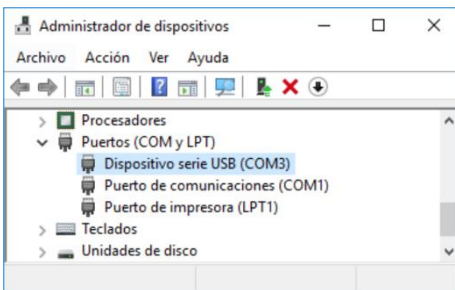 Administrador de dispositivos
Archivo Acción Ver Ayuda
Procesadores
Puertos (COM y LPT)
Dispositivo serie USB (COM3)
Puerto de comunicaciones (COM1)
Puerto de impresora (LPT1)
Teclados
Unidades de disco